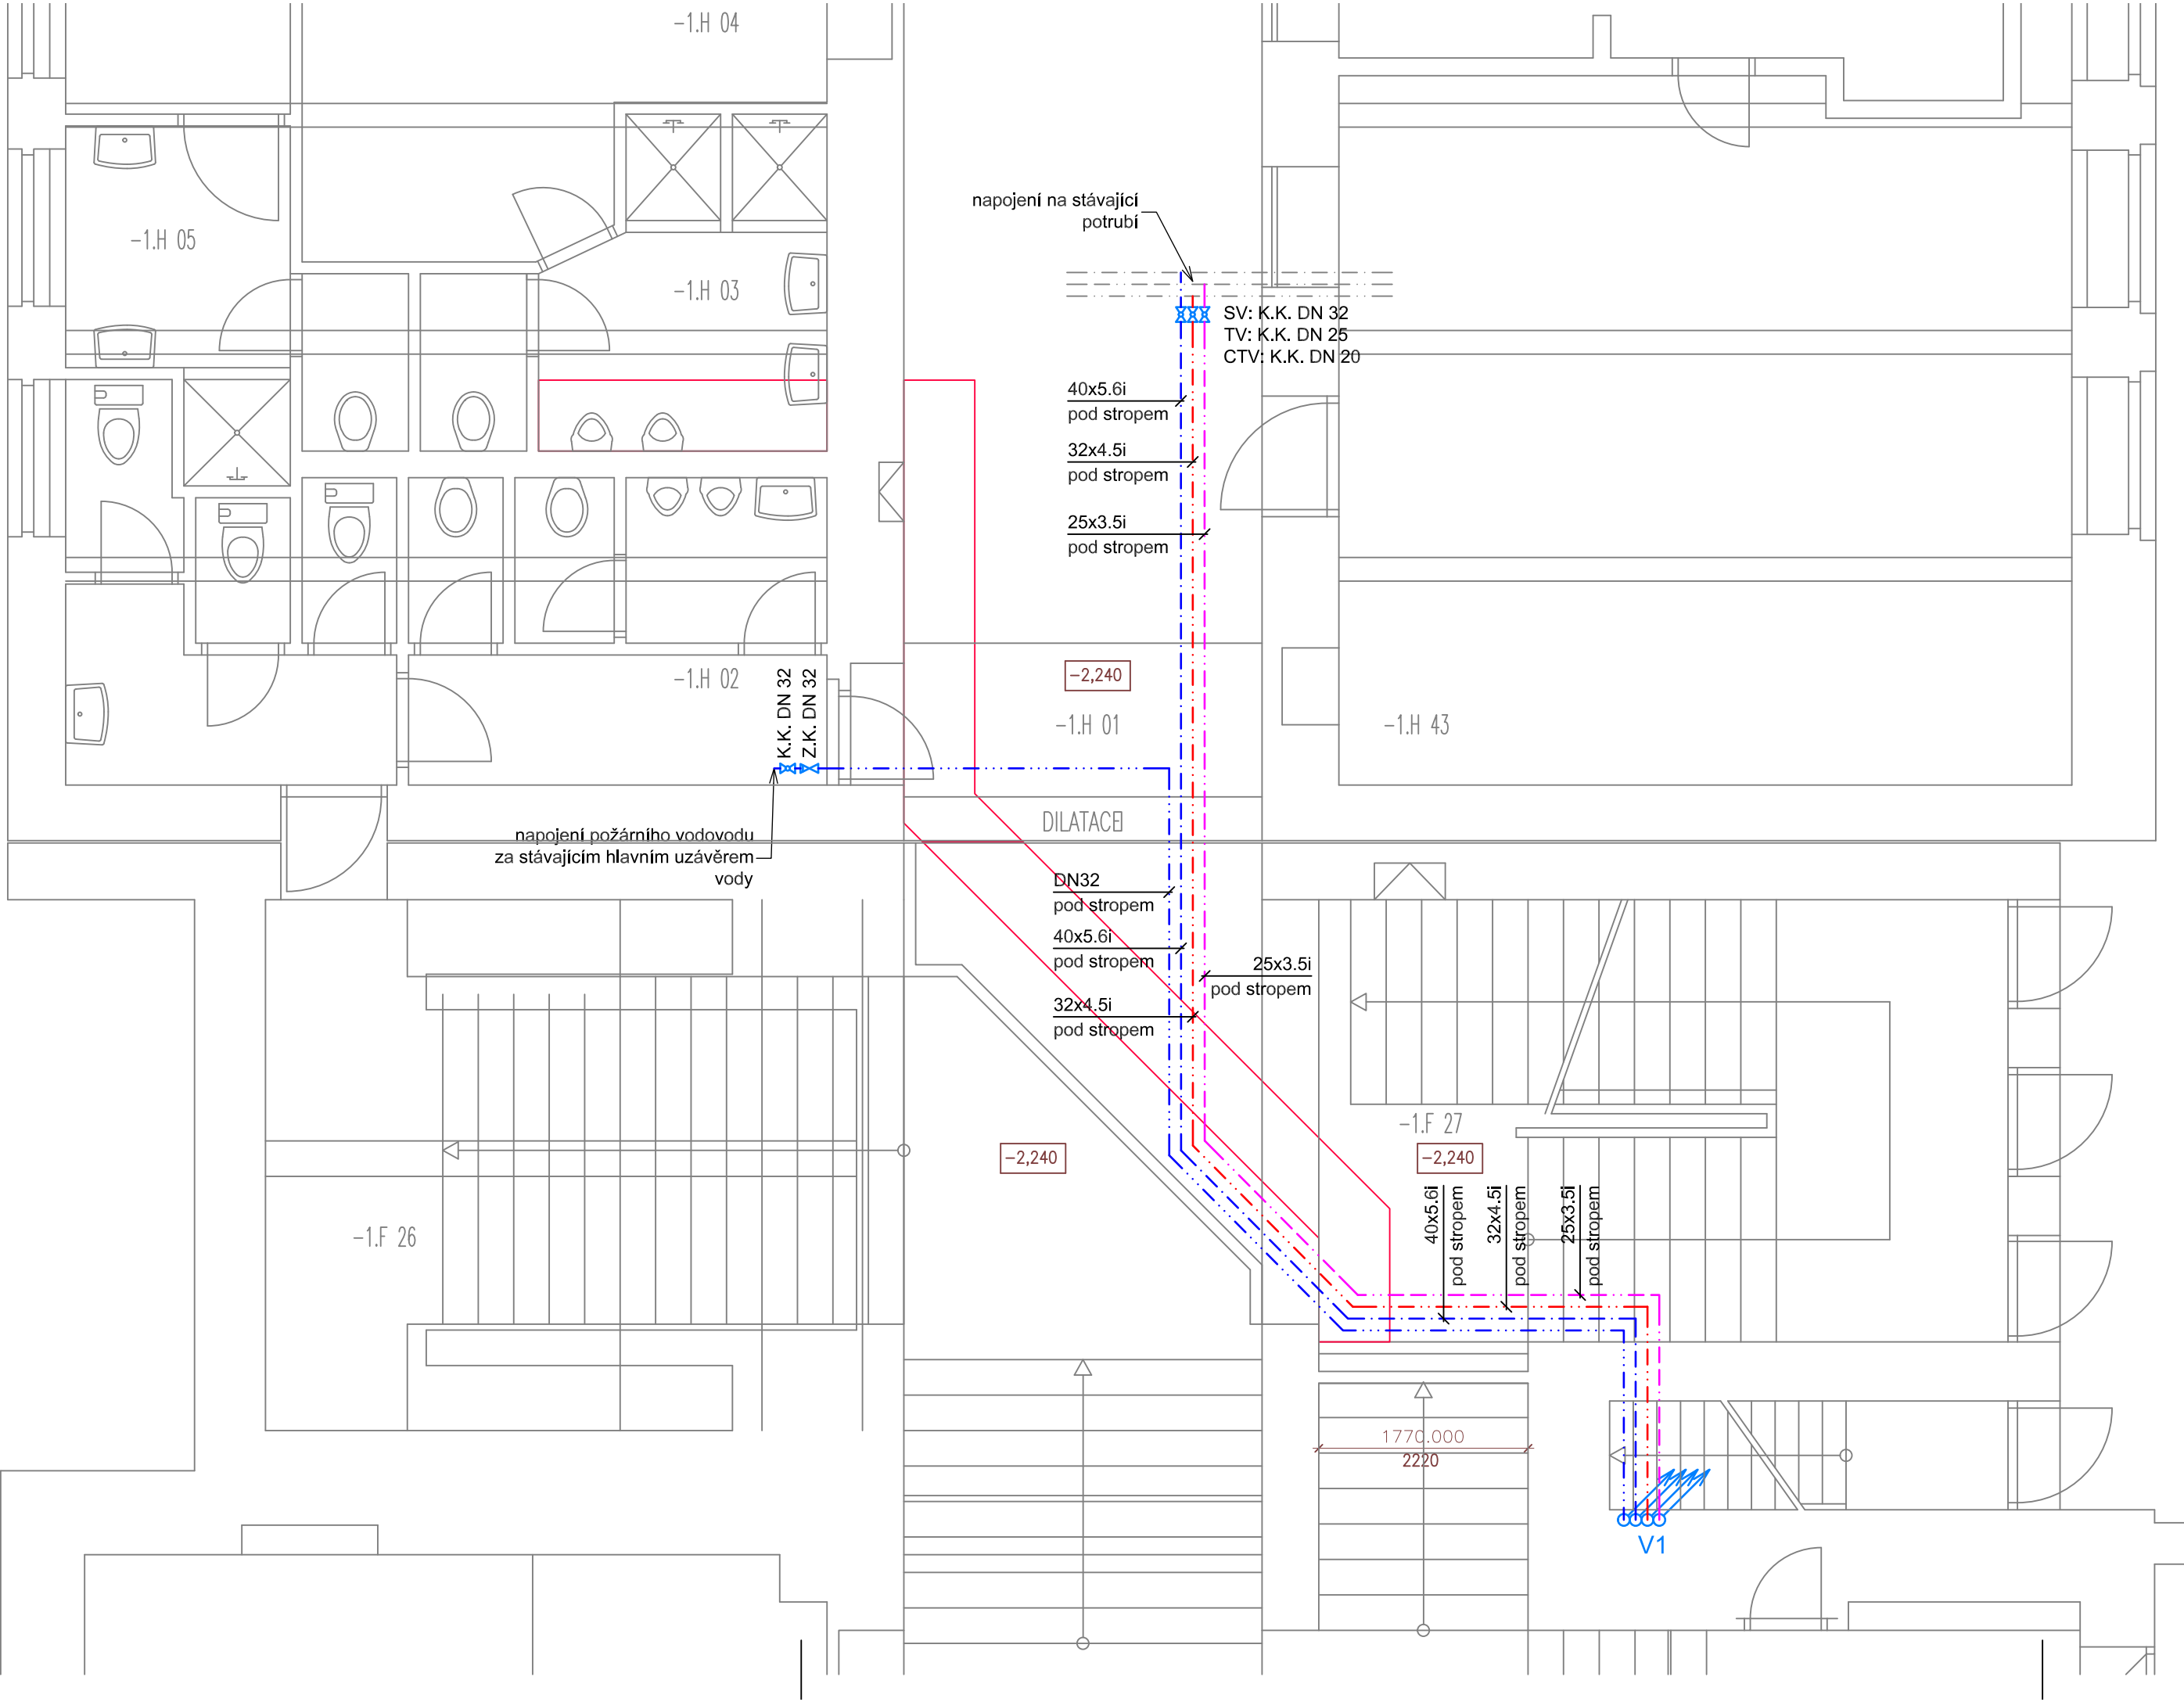 -1.H 04
napojení na stávající
potrubí
-1.H 05
-1.H 03
SV: K.K. DN 32
TV: K.K. DN 25
CTV: K.K. DN 20
40x5.6i
pod stropem
32x4.5i
pod stropem
25x3.5i
pod stropem
-1.H 02
K.K. DN 32
Z.K. DN 32
-2,240
-1.H 01
-1.H 43
DILATACE
napojení požárního vodovodu
za stávajícím hlavním uzávěrem
vody
DN32
pod stropem
40x5.6i
pod stropem
25x3.5i
pod stropem
32x4.5i
pod stropem
-1.F 27
-2,240
-2,240
40x5.6i
pod stropem
32x4.5i
pod stropem
25x3.5i
pod stropem
-1.F 26
1770.000
2220
V1